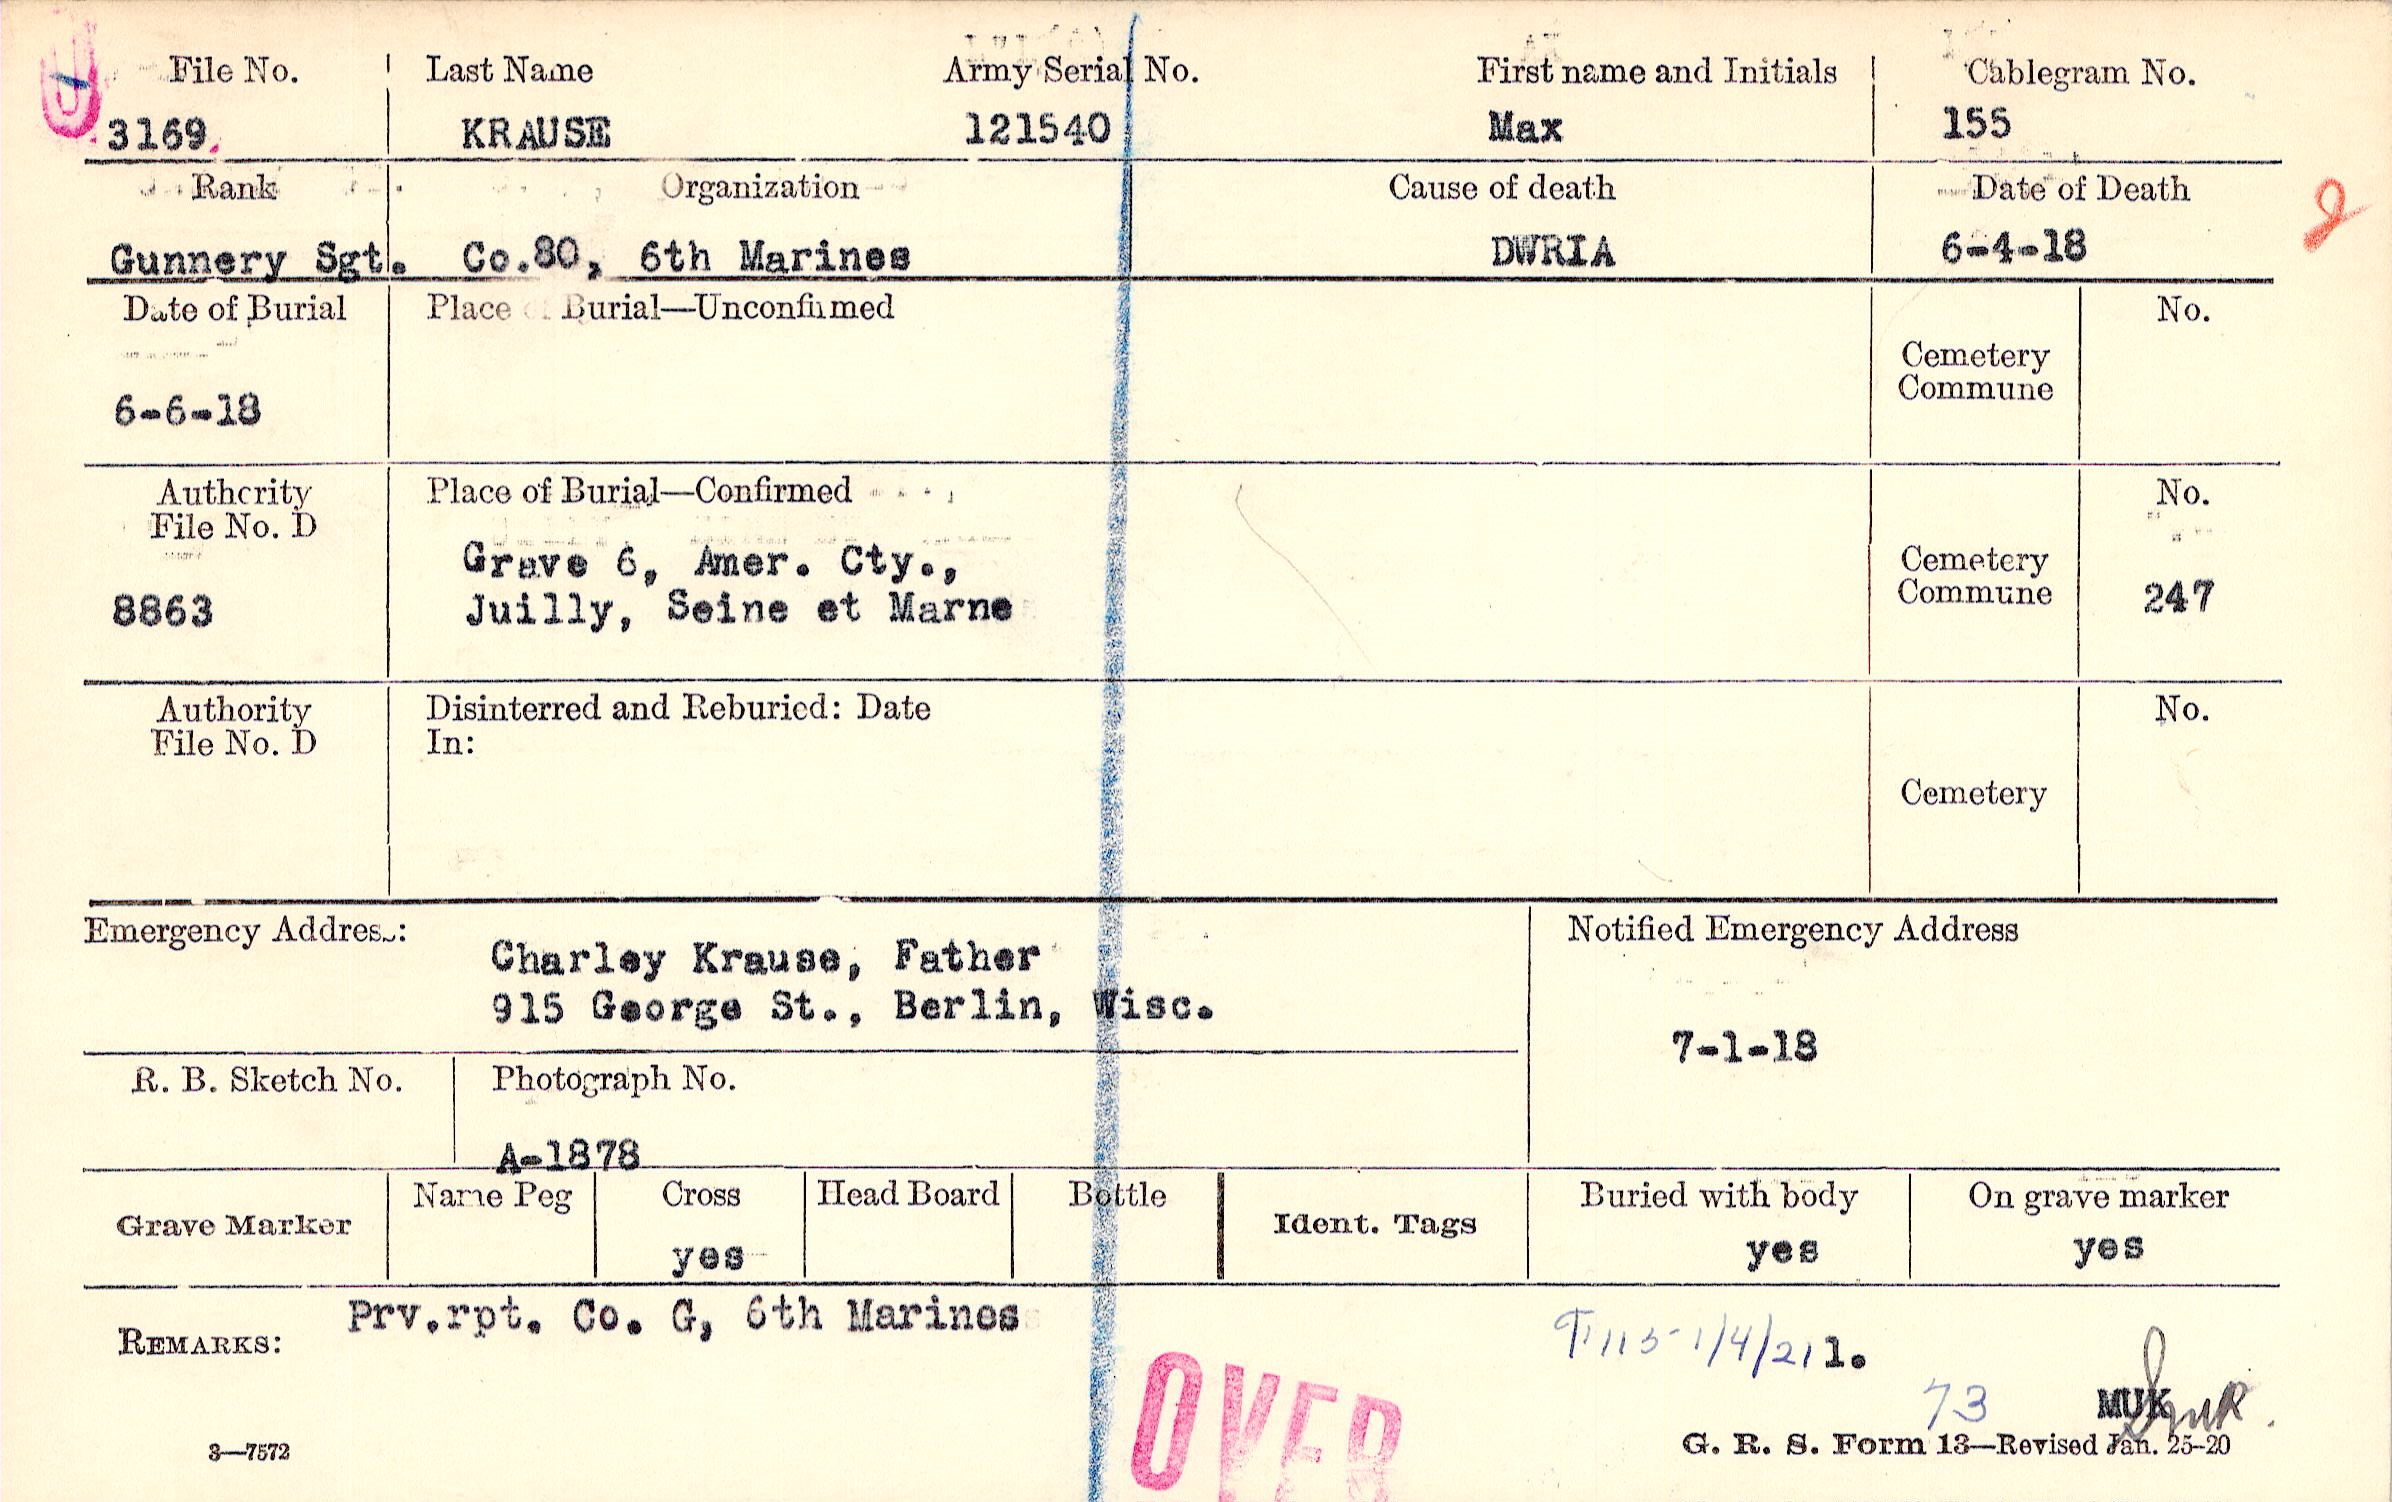 File No. Last Name Army Serial No. First name and Initials Cablegram No.
3169 KRAUSE 121540 Max 155
Rank Organization Cause of death Date of Death
2
Gunnery Sgt. Co.80, 6th Marines DWRIA 6-4-18
Date of Burial Place of Burial—Unconfirmed No.
Cemetery
Commune
6-6-18
Authority Place of Burial—Confirmed No.
File No. D
Grave 6, Amer. Cty., Cemetery
8863 Juilly, Seine et Marne Commune 247
Authority Disinterred and Reburied: Date No.
File No. D In:
Cemetery
Emergency Address: Notified Emergency Address
Charley Krause, Father
915 George St., Berlin, Wisc.
7-1-18
R. B. Sketch No. Photograph No.
A-1878
Name Peg Cross Head Board Bottle Buried with body On grave marker
Grave Marker Ident. Tags
yes yes yes
Prv.rpt. Co. G, 6th Marines
REMARKS: 1/4/21 1.
OVER
73 MUK
3—7572 G. R. S. Form 13—Revised Jan. 25-20